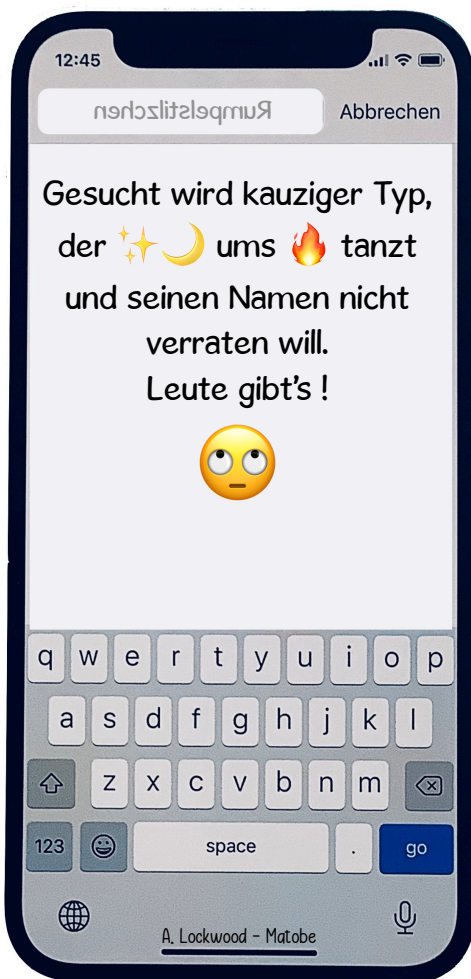 12:45
Rumpelstilzchen Abbrechen
Gesucht wird kauziger Typ,
der ✨🌙 ums 🔥 tanzt
und seinen Namen nicht
verraten will.
Leute gibt's !
🙄
q w e r t y u i o p
a s d f g h j k l
z x c v b n m
123 space . go
A. Lockwood - Matobe